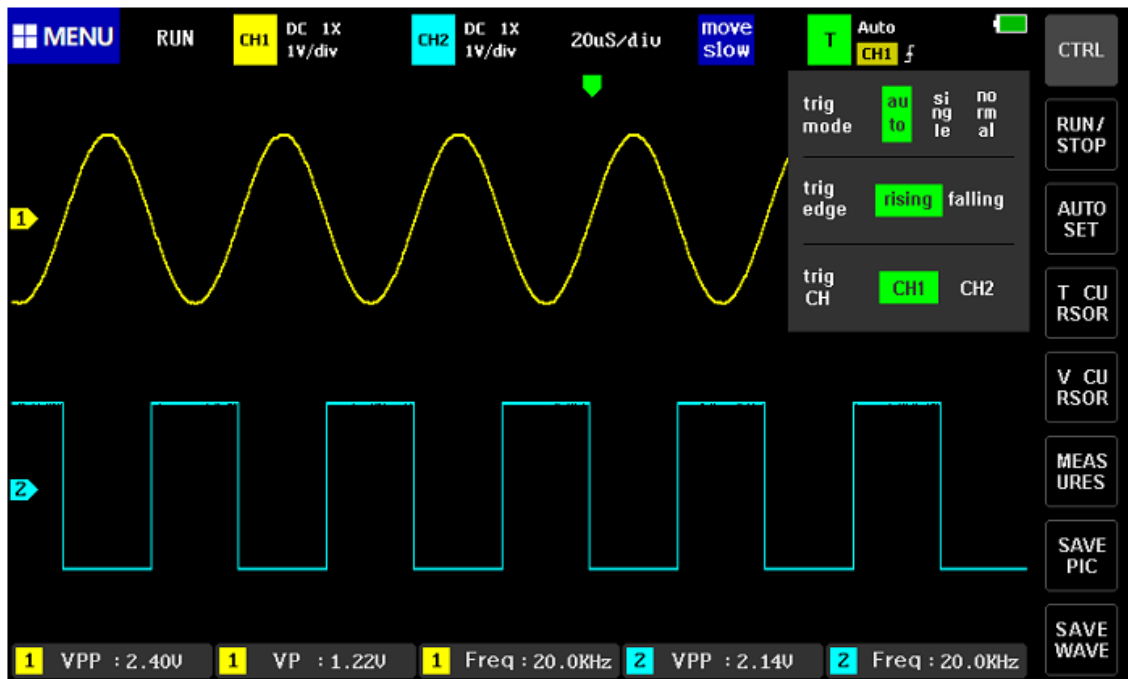 MENU
RUN
CH1
DC 1X
1V/div
CH2
DC 1X
1V/div
20uS/div
move
slow
T
Auto
CH1
CTRL
trig
mode
au
to
si
ng
le
no
rm
al
trig
edge
rising
falling
trig
CH
CH1
CH2
RUN/
STOP
AUTO
SET
T CU
RSOR
V CU
RSOR
MEAS
URES
SAVE
PIC
SAVE
WAVE
1
2
1 VPP :2.40V
1 VP :1.22V
1 Freq:20.0KHz
2 VPP :2.14V
2 Freq:20.0KHz